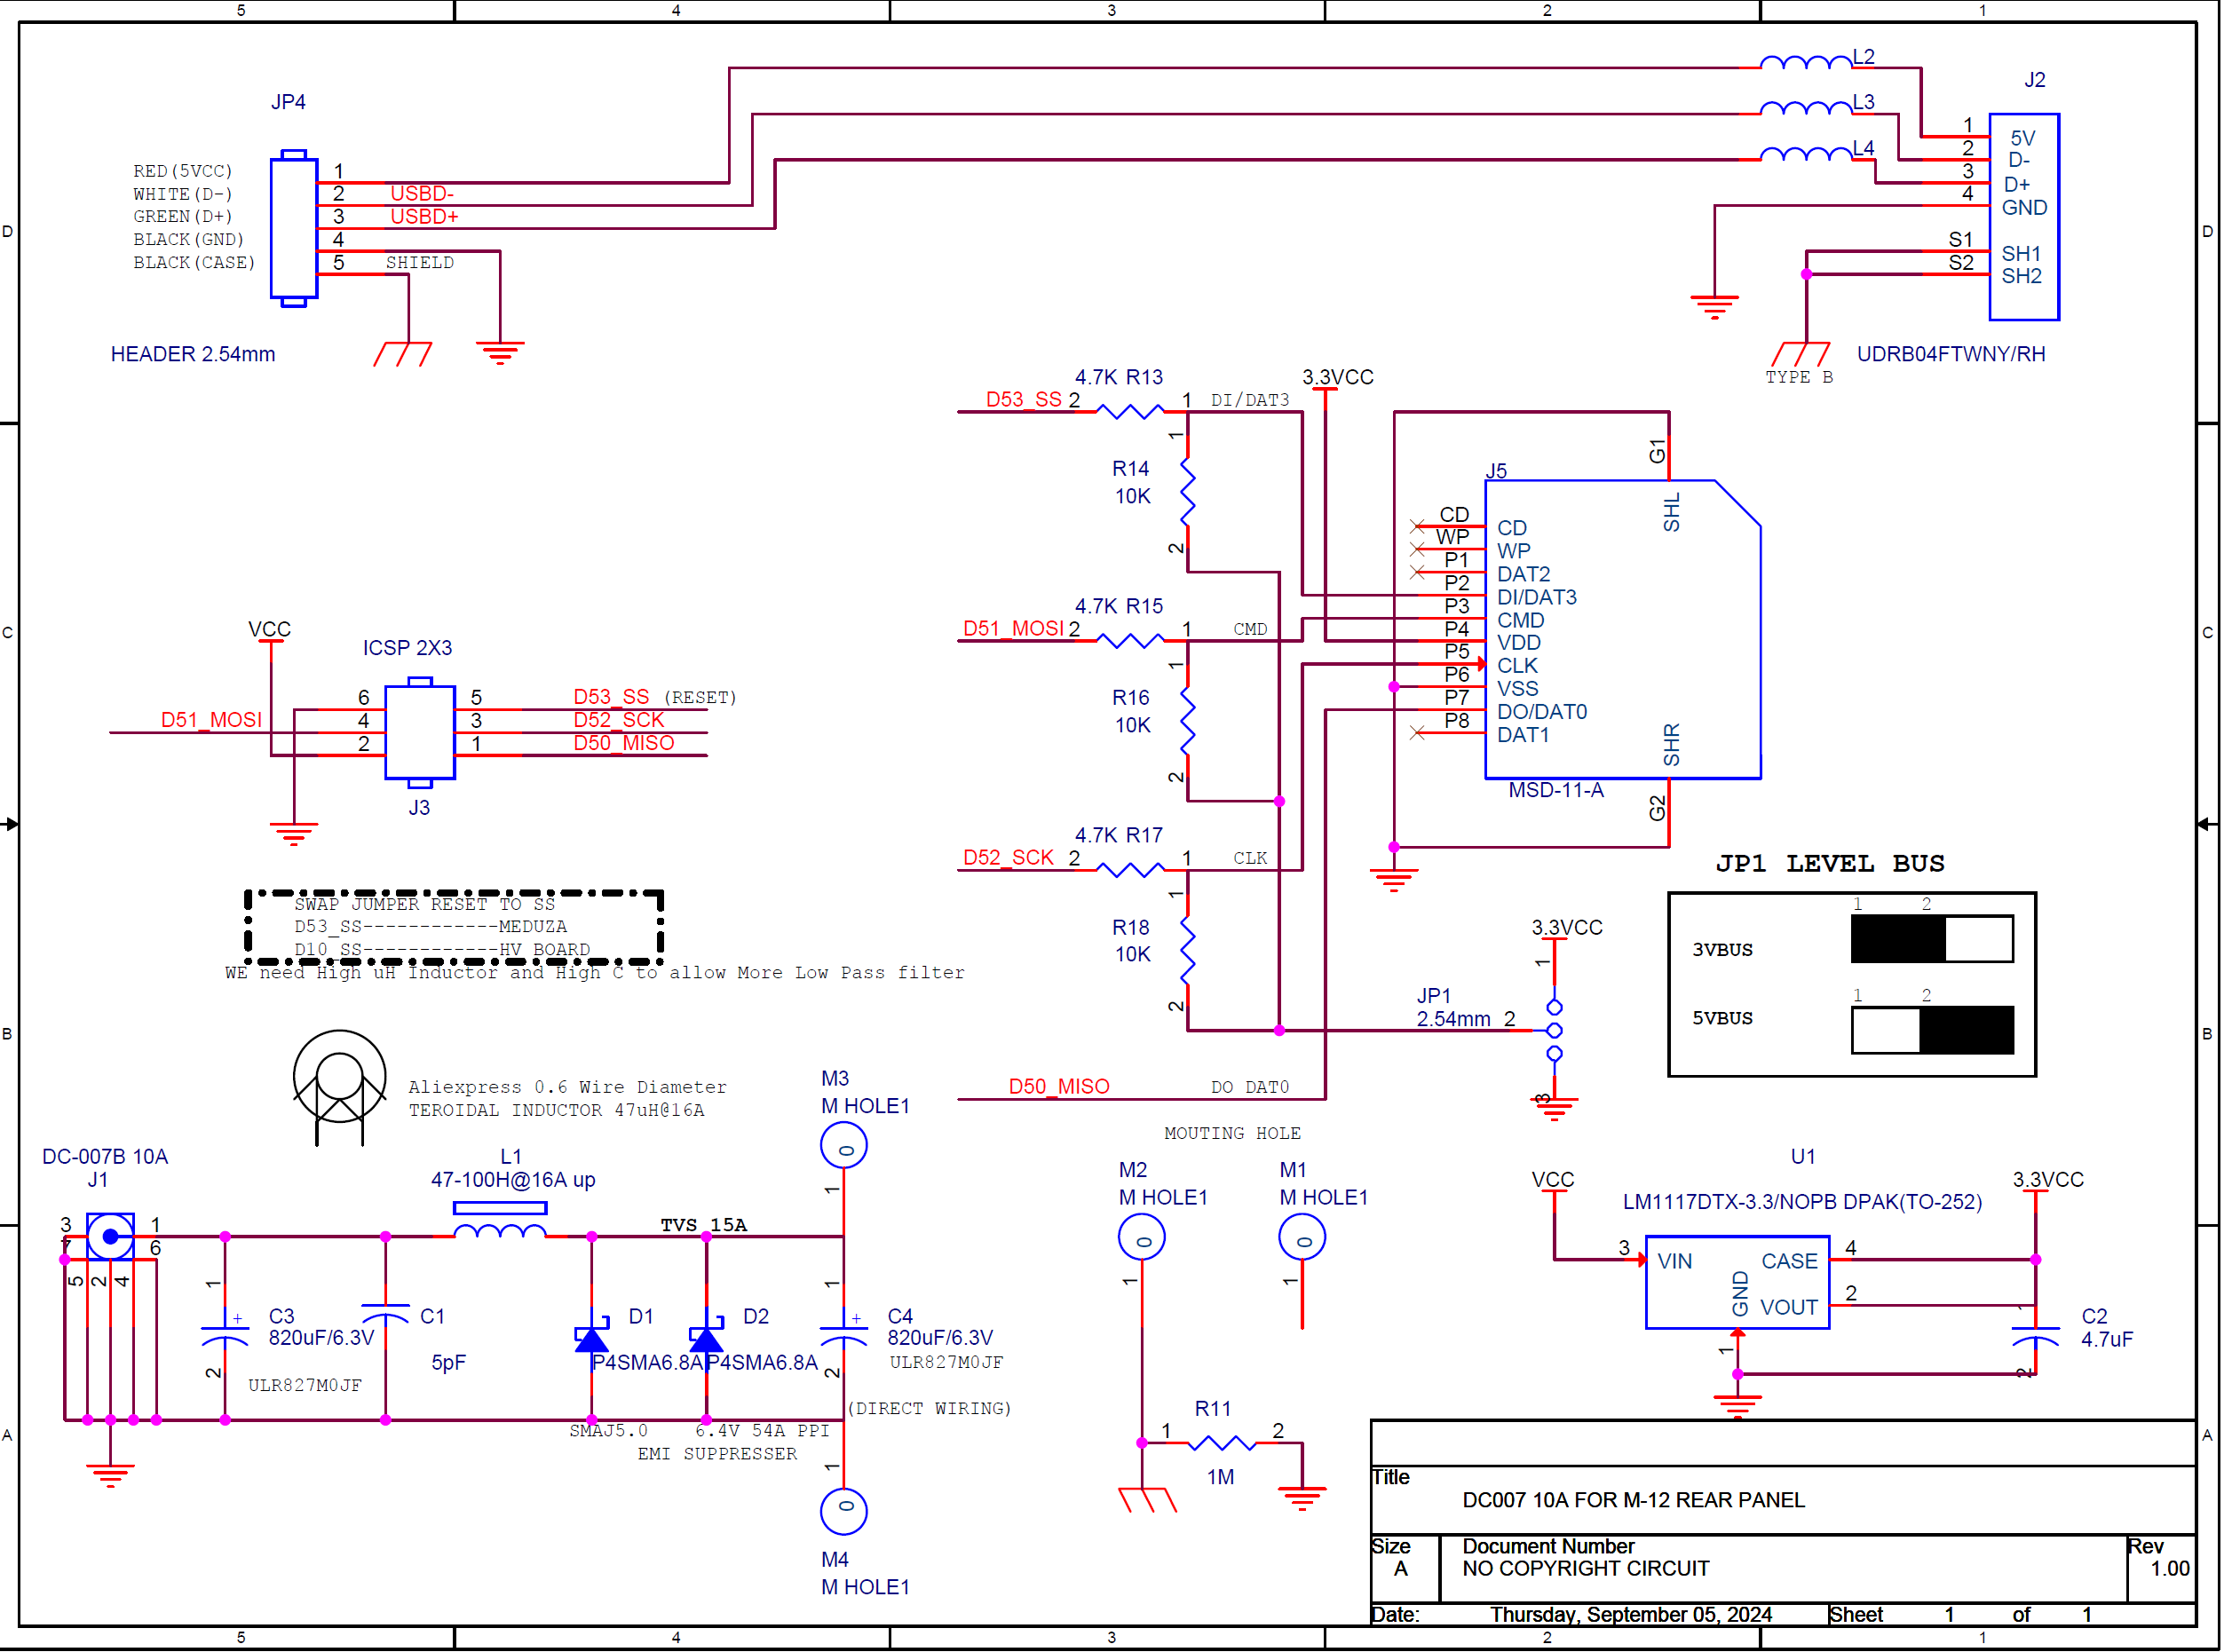 5 4 3 2 1
L2
J2
JP4
L3
1
5V
L4
2
D-
RED(5VCC) 1
3
D+
WHITE(D-) 2 USBD-
4
GND
GREEN(D+) 3 USBD+
D D
BLACK(GND) 4
S1
SH1
BLACK(CASE) 5 SHIELD
S2
SH2
HEADER 2.54mm
UDRB04FTWNY/RH
TYPE B
4.7K R13
3.3VCC
D53_SS 2 1 DI/DAT3
1
R14
10K
2
J5
G1
SHL
CD CD
WP WP
P1 DAT2
P2 DI/DAT3
P3 CMD
P4 VDD
P5 CLK
P6 VSS
P7 DO/DAT0
P8 DAT1
SHR
MSD-11-A
G2
4.7K R15
D51_MOSI 2 1 CMD
1
R16
10K
2
C C
VCC
ICSP 2X3
6 5 D53_SS (RESET)
D51_MOSI 4 3 D52_SCK
2 1 D50_MISO
J3
4.7K R17
D52_SCK 2 1 CLK
1
R18
10K
2
JP1 LEVEL BUS
1 2
3VBUS
1 2
5VBUS
SWAP JUMPER RESET TO SS
D53_SS------------MEDUZA
D10_SS------------HV BOARD
WE need High uH Inductor and High C to allow More Low Pass filter
3.3VCC
1
JP1
2.54mm 2
3
B B
Aliexpress 0.6 Wire Diameter
TEROIDAL INDUCTOR 47uH@16A
M3
M HOLE1
0
1
D50_MISO DO DAT0
MOUTING HOLE
M2
M HOLE1
0
1
M1
M HOLE1
0
1
DC-007B 10A
J1
3 1
7 6
5 2 4
L1
47-100H@16A up
TVS 15A
1
C3
820uF/6.3V
2
ULR827M0JF
C1
5pF
D1
P4SMA6.8A
D2
P4SMA6.8A
1
C4
820uF/6.3V
ULR827M0JF
2
(DIRECT WIRING)
SMAJ5.0 6.4V 54A PPI
EMI SUPPRESSER
1
0
M4
M HOLE1
R11
1 2
1M
U1
VCC
3.3VCC
LM1117DTX-3.3/NOPB DPAK(TO-252)
3 VIN CASE 4
GND
VOUT 2
1
1
C2
4.7uF
2
A A
Title
DC007 10A FOR M-12 REAR PANEL
Size Document Number Rev
A NO COPYRIGHT CIRCUIT 1.00
Date: Thursday, September 05, 2024 Sheet 1 of 1
5 4 3 2 1